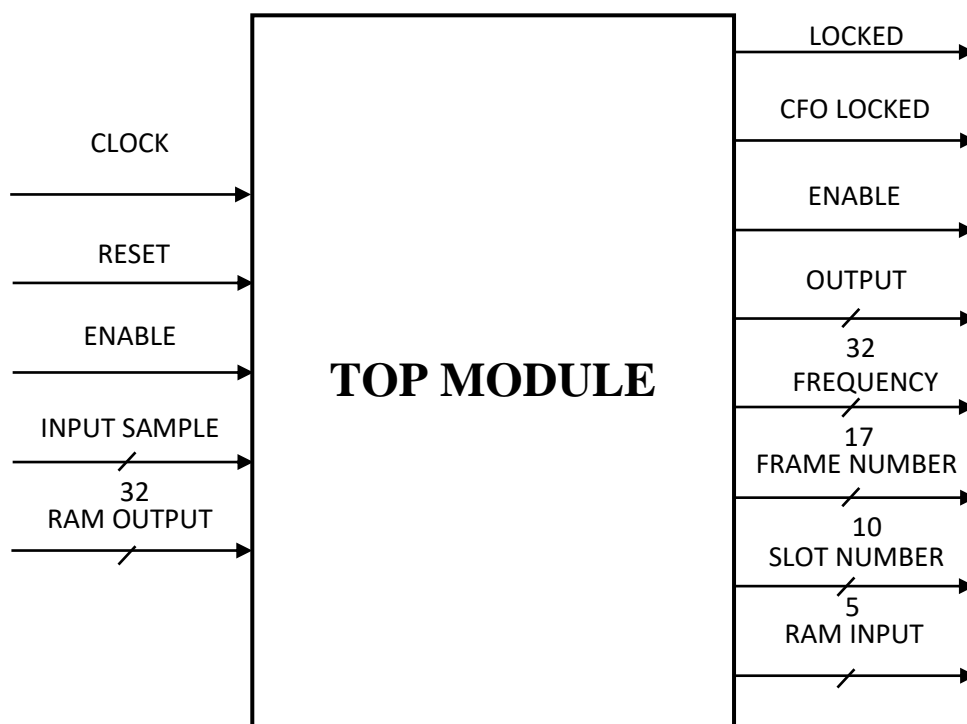 CLOCK
RESET
ENABLE
INPUT SAMPLE
32
RAM OUTPUT
TOP MODULE
LOCKED
CFO LOCKED
ENABLE
OUTPUT
32
FREQUENCY
17
FRAME NUMBER
10
SLOT NUMBER
5
RAM INPUT